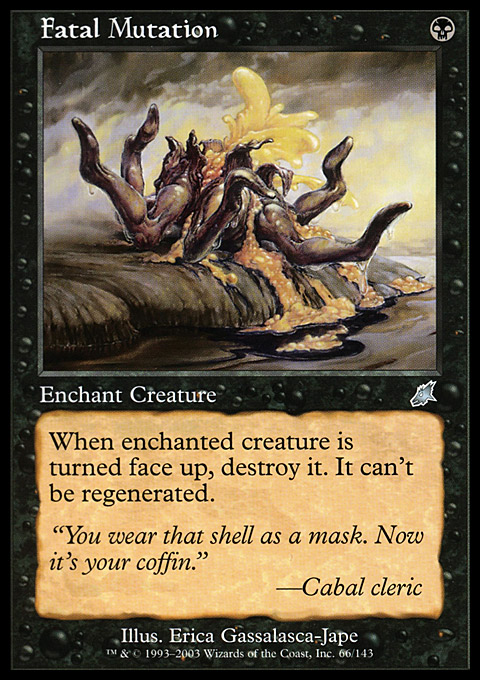 Fatal Mutation
Enchant Creature
When enchanted creature is
turned face up, destroy it. It can't
be regenerated.
“You wear that shell as a mask. Now
it's your coffin.”
—Cabal cleric
Illus. Erica Gassalasca-Jape
™ & © 1993–2003 Wizards of the Coast, Inc. 66/143